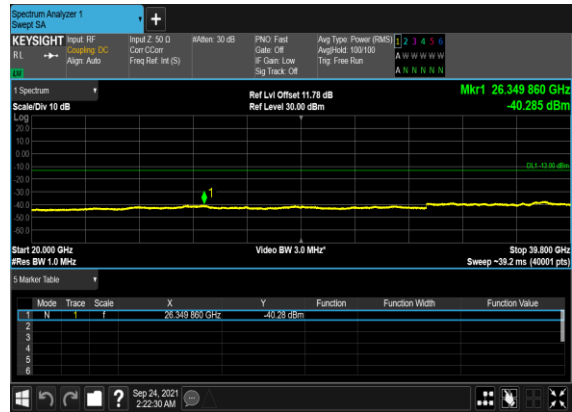 Spectrum Analyzer 1
Swept SA
KEYSIGHT Input: RF Input Z: 50 Ω #Atten: 30 dB PNO: Fast Avg Type: Power (RMS) 1 2 3 4 5 6
RL Coupling: DC Corr CCorr Gate: Off Avg|Hold: 100/100 A W W W W W
Align: Auto Freq Ref: Int (S) IF Gain: Low Trig: Free Run
Sig Track: Off A N N N N N
1 Spectrum Ref Lvl Offset 11.78 dB Mkr1 26.349 860 GHz
Scale/Div 10 dB Ref Level 30.00 dBm -40.285 dBm
Log
20.0
10.0
0.00
-10.0 DL1 -13.00 dBm
-20.0
-30.0
1
-40.0
-50.0
-60.0
Start 20.000 GHz Video BW 3.0 MHz* Stop 39.800 GHz
#Res BW 1.0 MHz Sweep ~39.2 ms (40001 pts)
5 Marker Table
Mode Trace Scale X Y Function Function Width Function Value
1 N 1 f 26.349 860 GHz -40.28 dBm
2
3
4
5
6
? Sep 24, 2021
2:22:30 AM